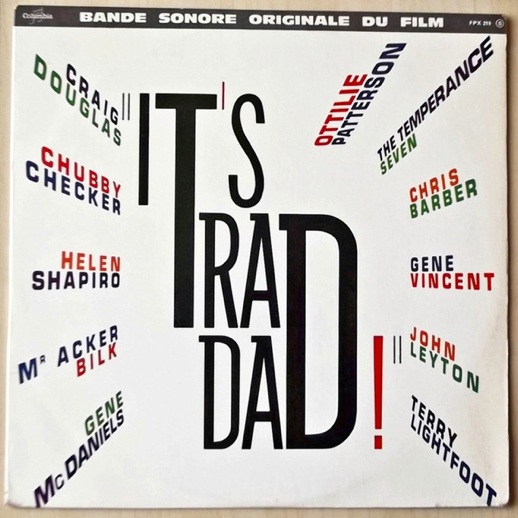 Columbia
BANDE SONORE ORIGINALE DU FILM
FPX 219 S
CRAIG
DOUGLAS
CHUBBY
CHECKER
HELEN
SHAPIRO
Mr ACKER
BILK
GENE
McDANIELS
"IT'S
TRAD
DAD!"
OTTILIE
PATTERSON
THE TEMPERANCE
SEVEN
CHRIS
BARBER
GENE
VINCENT
JOHN
LEYTON
TERRY
LIGHTFOOT